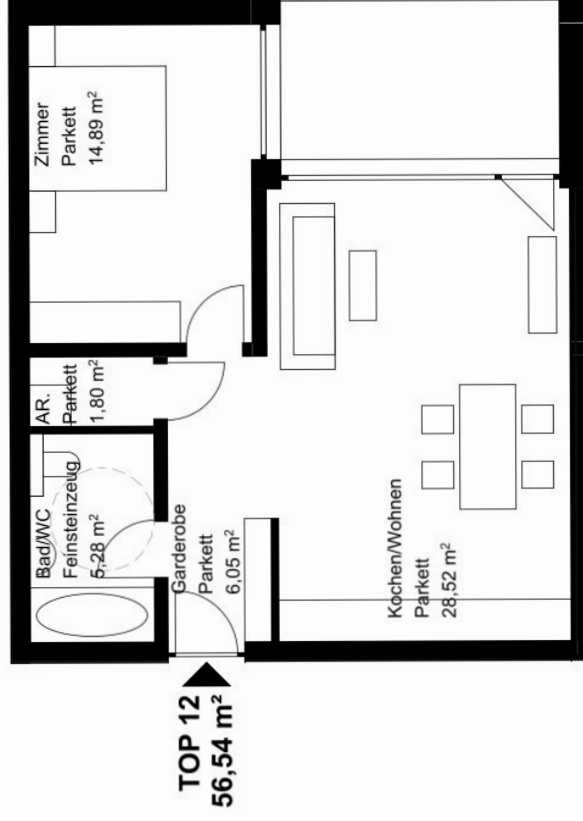 Zimmer
Parkett
14,89 m²
AR.
Parkett
1,80 m²
Bad/WC
Feinsteinzeug
5,28 m²
Garderobe
Parkett
6,05 m²
Kochen/Wohnen
Parkett
28,52 m²
TOP 12
56,54 m²